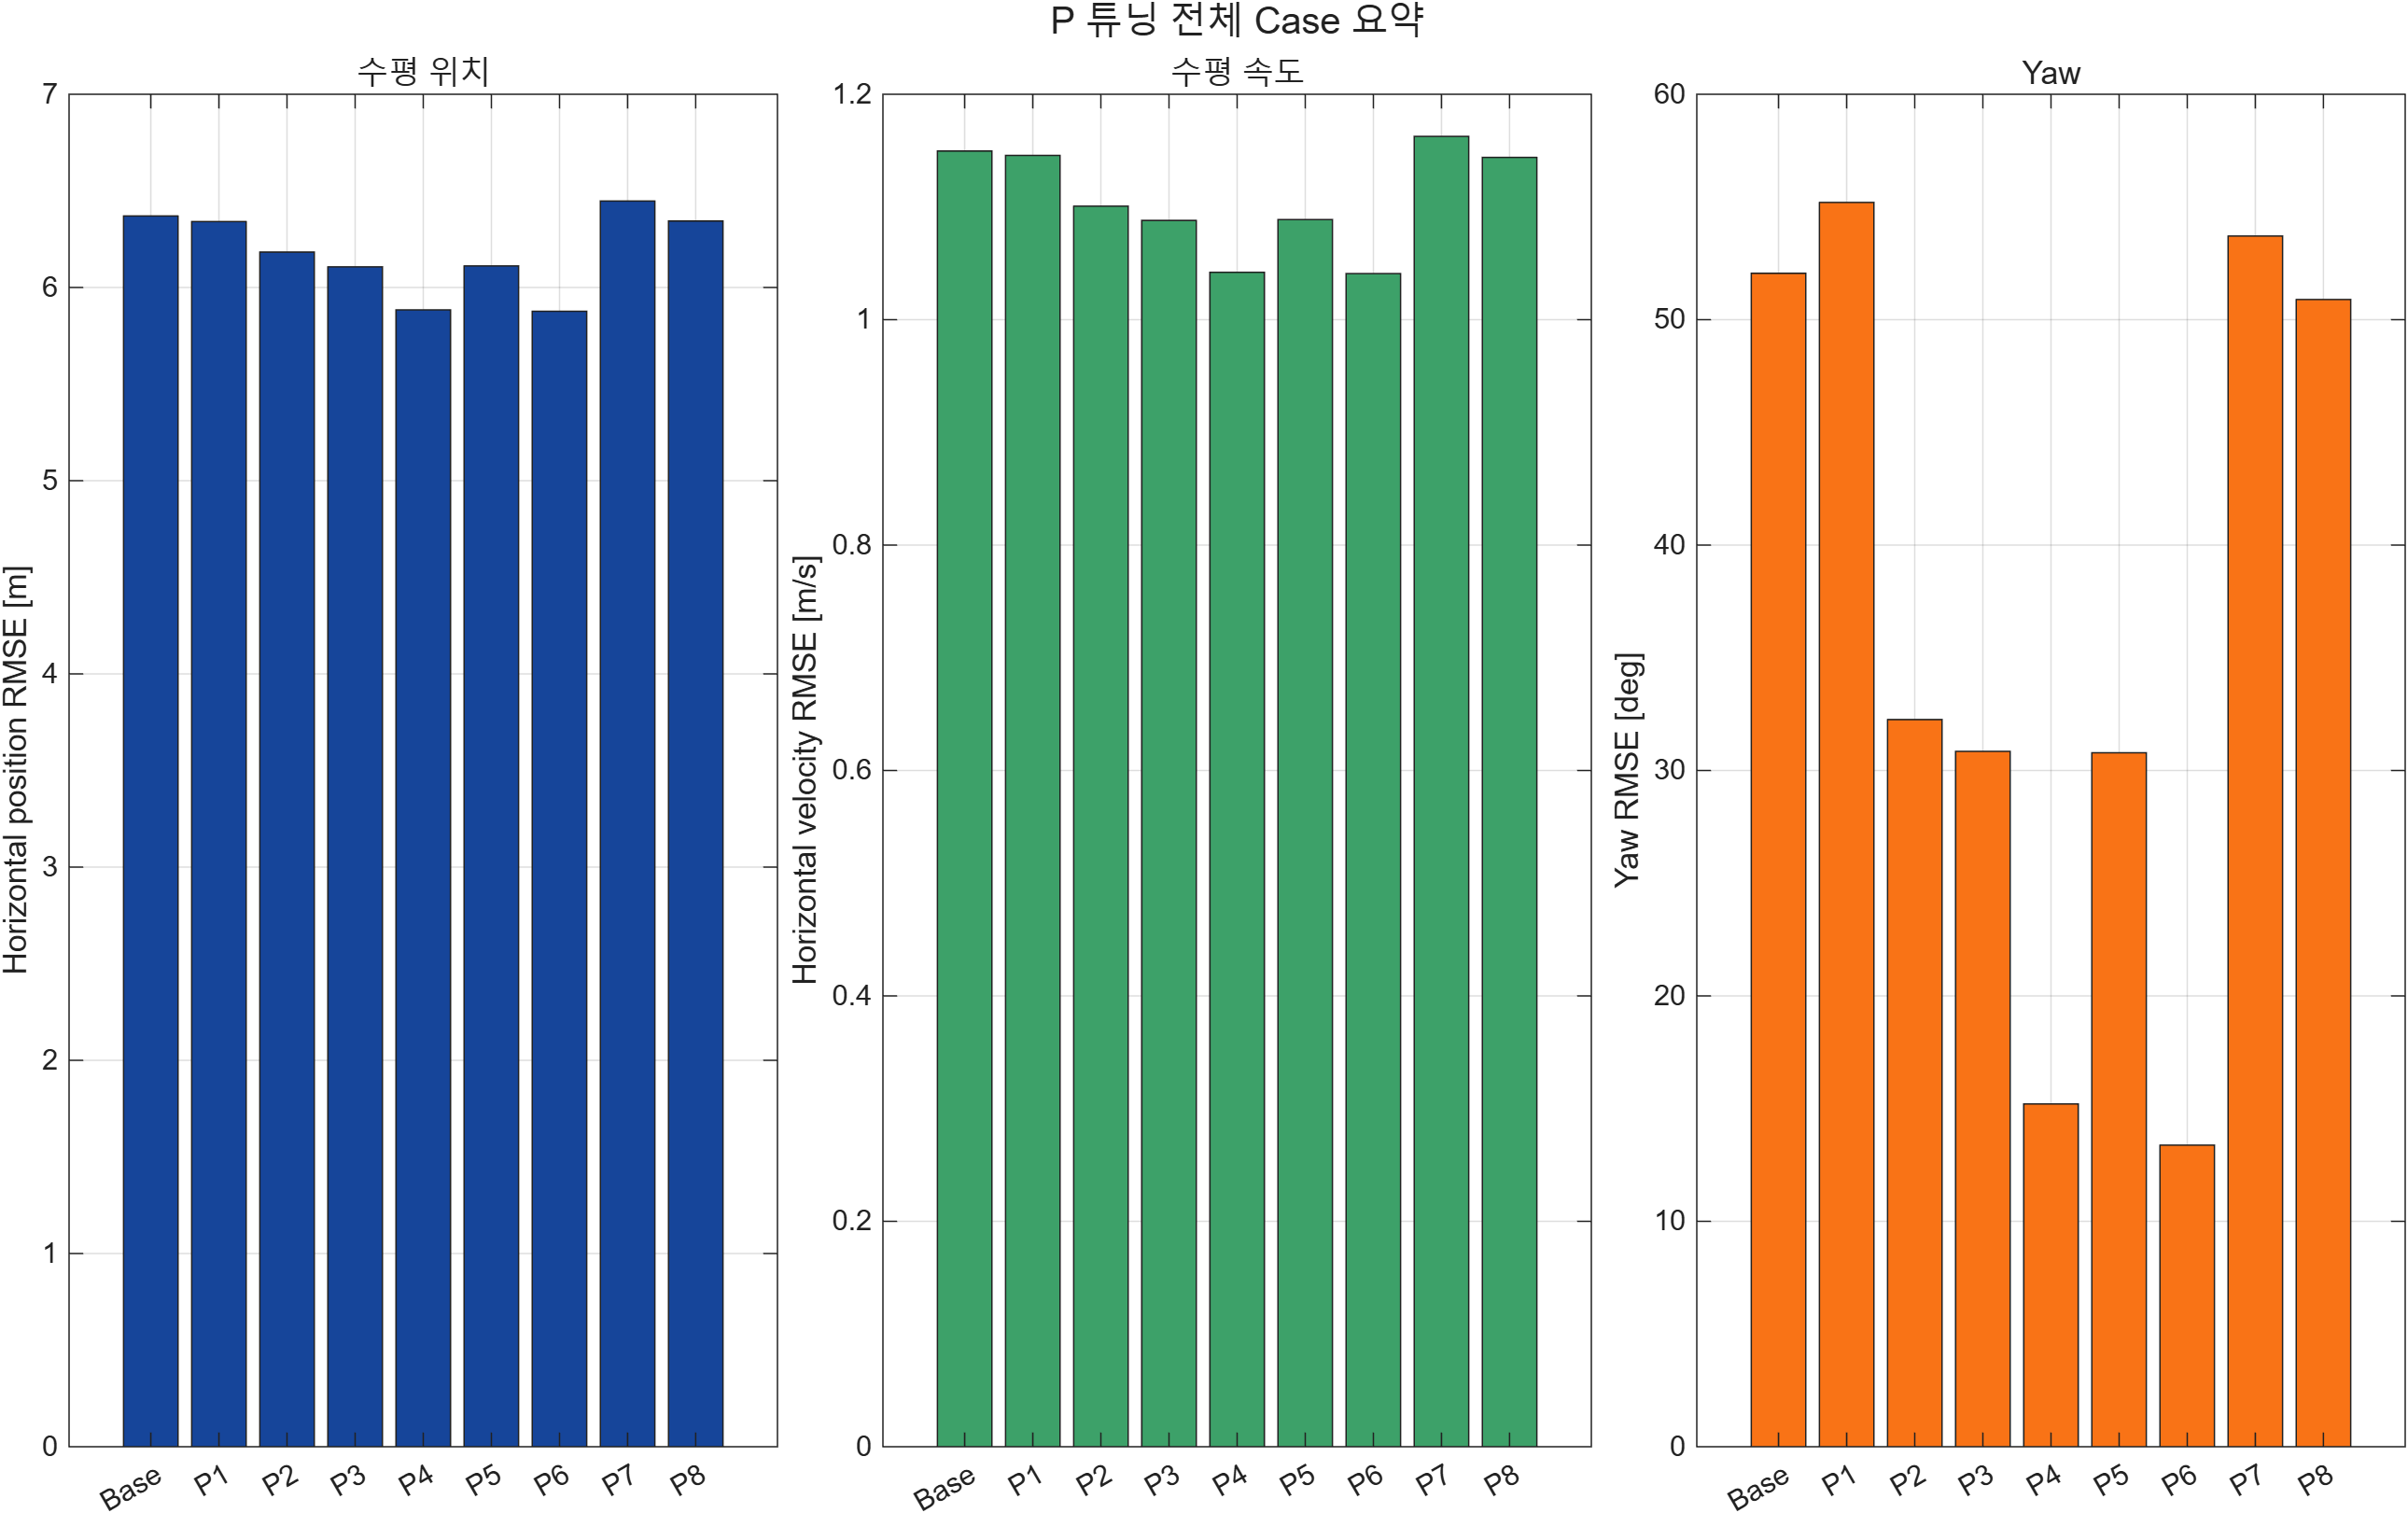 P 튜닝 전체 Case 요약
수평 위치
Horizontal position RMSE [m]
7
6
5
4
3
2
1
0
Base P1 P2 P3 P4 P5 P6 P7 P8
수평 속도
Horizontal velocity RMSE [m/s]
1.2
1
0.8
0.6
0.4
0.2
0
Base P1 P2 P3 P4 P5 P6 P7 P8
Yaw
Yaw RMSE [deg]
60
50
40
30
20
10
0
Base P1 P2 P3 P4 P5 P6 P7 P8